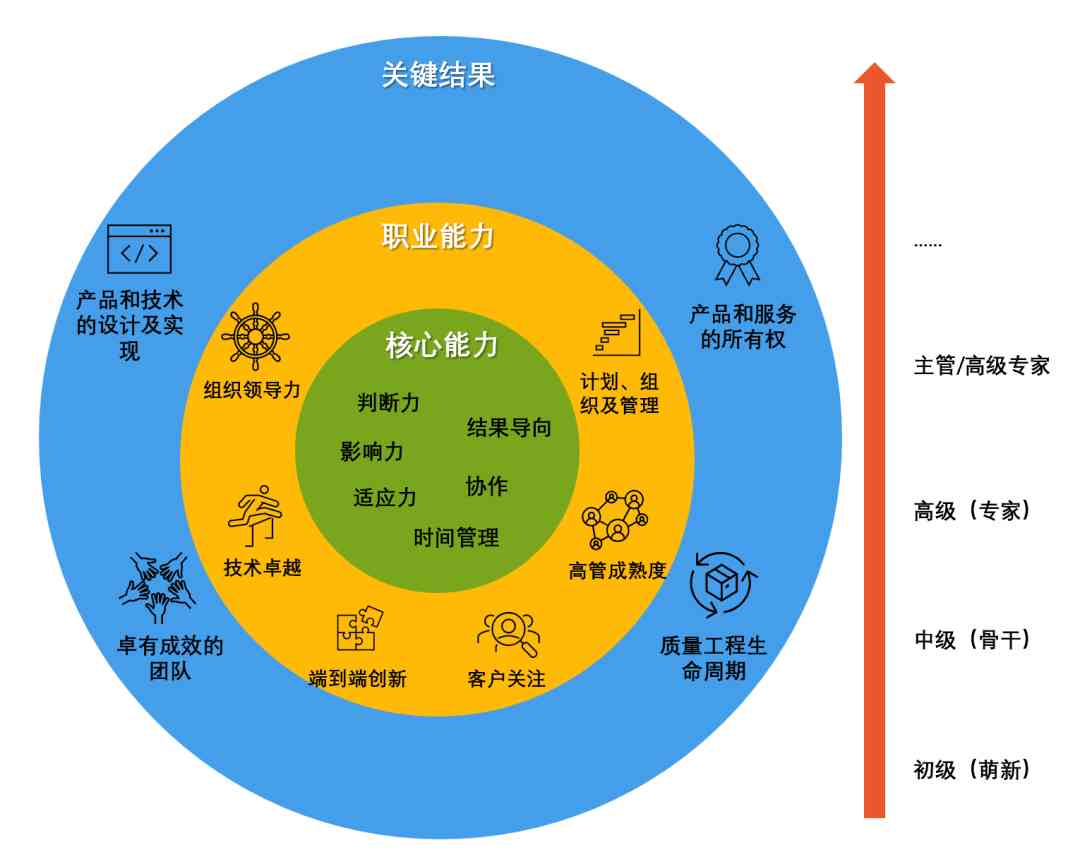 关键结果
产品和技术
的设计及实
现
产品和服务
的所有权
卓有成效的
团队
质量工程生
命周期
职业能力
组织领导力
计划、组
织及管理
技术卓越
高管成熟度
端到端创新
客户关注
核心能力
判断力
结果导向
影响力
协作
适应力
时间管理
......
主管/高级专家
高级（专家）
中级（骨干）
初级（萌新）